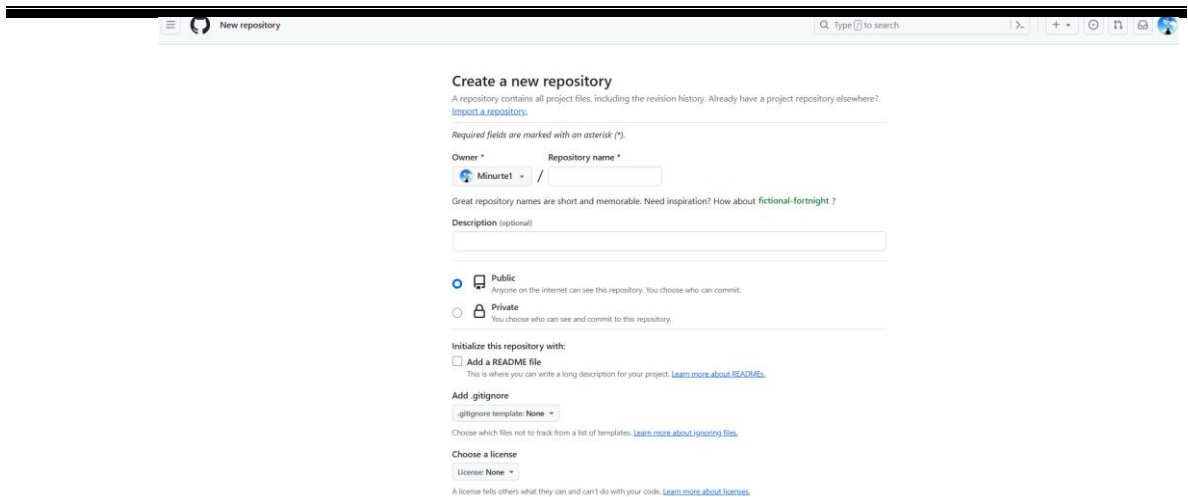 New repository
Type / to search
Create a new repository
A repository contains all project files, including the revision history. Already have a project repository elsewhere?
Import a repository.
Required fields are marked with an asterisk (*).
Owner * Repository name *
Minurte1 /
Great repository names are short and memorable. Need inspiration? How about fictional-fortnight ?
Description (optional)
Public
Anyone on the internet can see this repository. You choose who can commit.
Private
You choose who can see and commit to this repository.
Initialize this repository with:
Add a README file
This is where you can write a long description for your project. Learn more about READMEs.
Add .gitignore
.gitignore template: None
Choose which files not to track from a list of templates. Learn more about ignoring files.
Choose a license
License: None
A license tells others what they can and can't do with your code. Learn more about licenses.